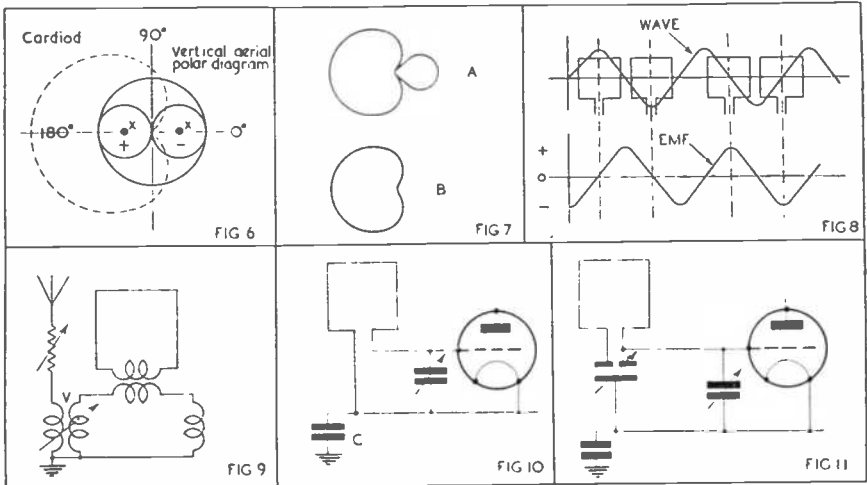 Cardiod
90°
Vertical aerial
polar diagram
180°
0°
x
x
+
−
FIG 6
A
B
FIG 7
WAVE
EMF
+
o
−
FIG 8
V
FIG 9
C
FIG 10
FIG 11